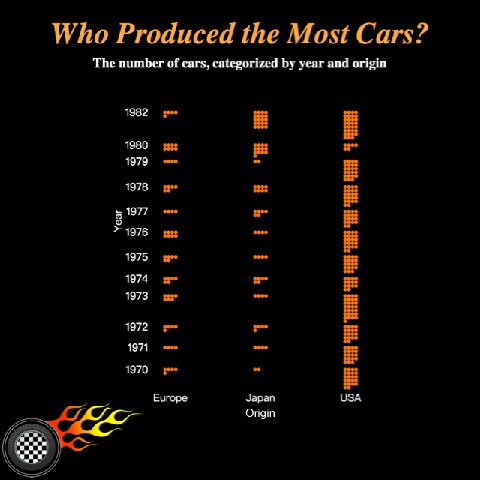 Who Produced the Most Cars?
The number of cars, categorized by year and origin
1982
1980
1979
1978
1977
Year
1976
1975
1974
1973
1972
1971
1970
Europe Japan USA
Origin